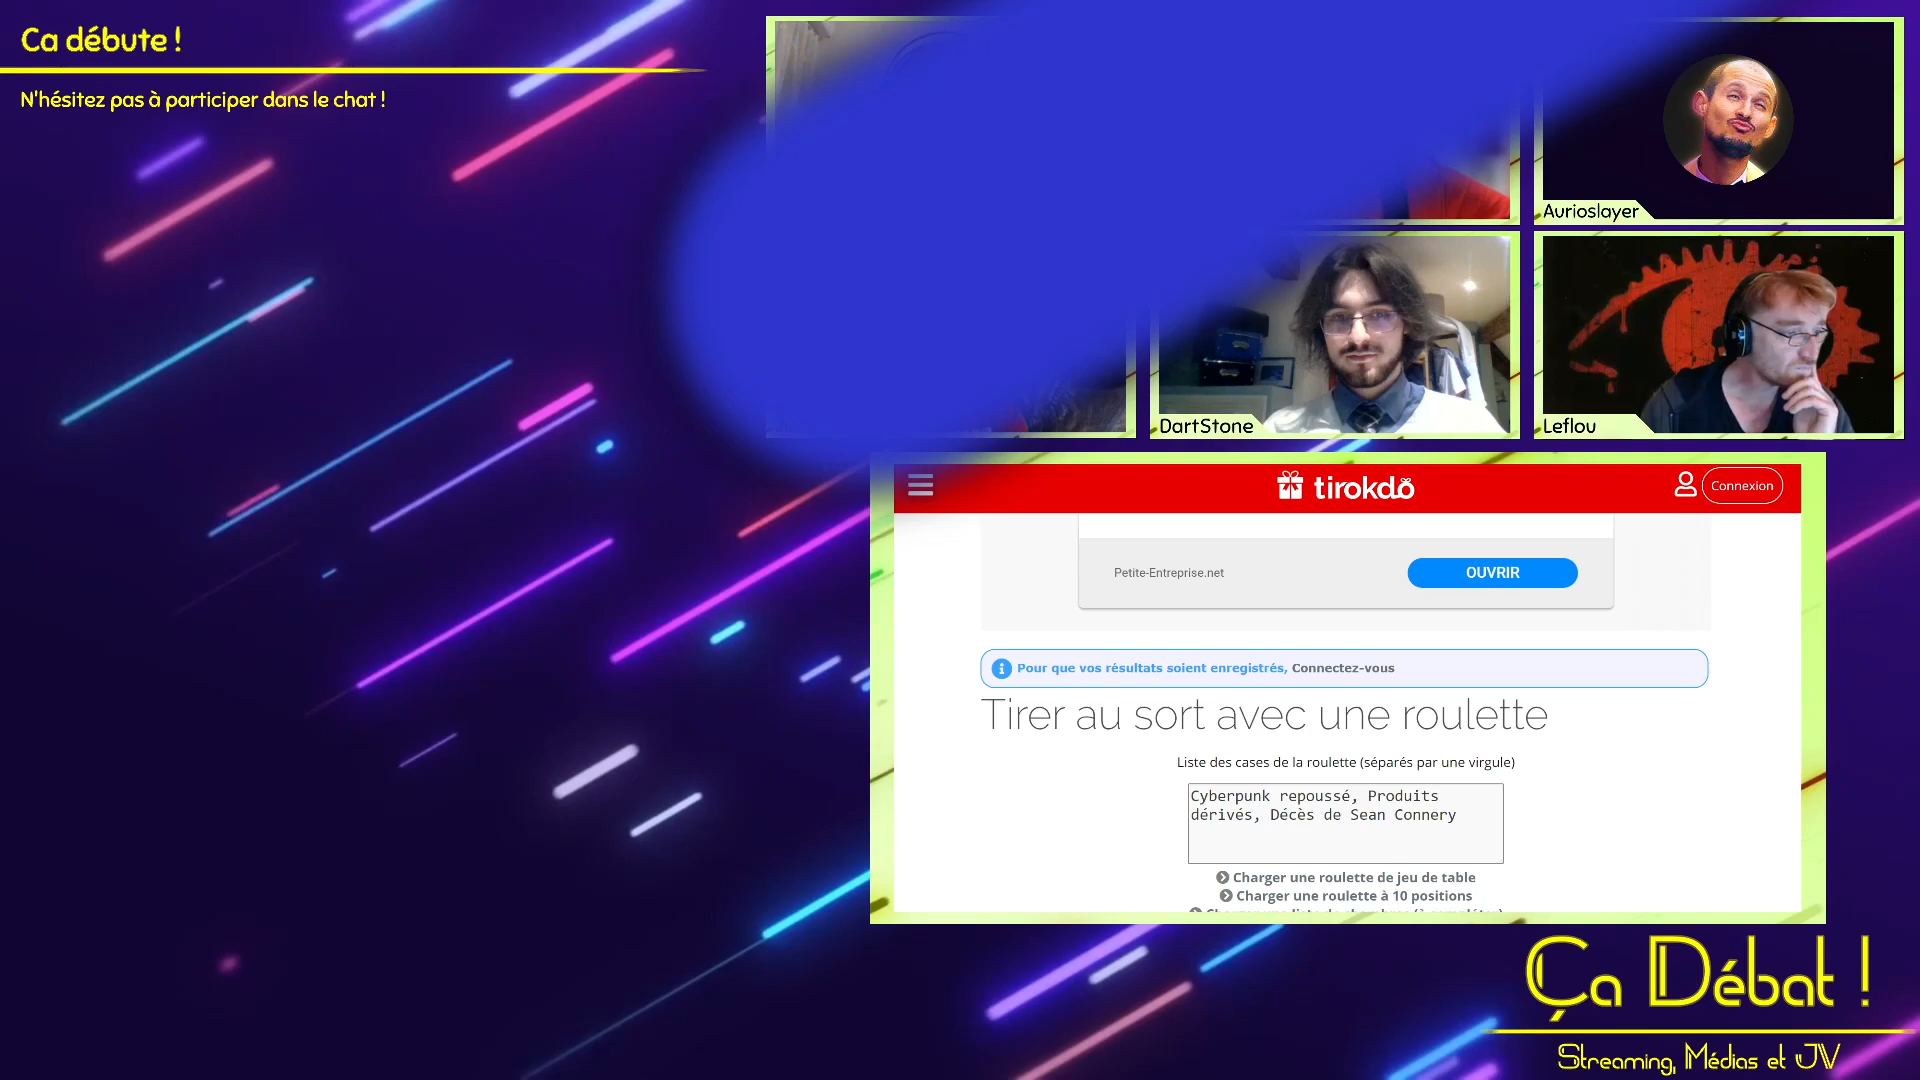 Ca débute !
N'hésitez pas à participer dans le chat !
Aurioslayer
DartStone
Leflou
tirokdo
Connexion
Petite-Entreprise.net
OUVRIR
Pour que vos résultats soient enregistrés, Connectez-vous
Tirer au sort avec une roulette
Liste des cases de la roulette (séparés par une virgule)
Cyberpunk repoussé, Produits
dérivés, Décès de Sean Connery
Charger une roulette de jeu de table
Charger une roulette à 10 positions
Ça Débat !
Streaming, Médias et JV